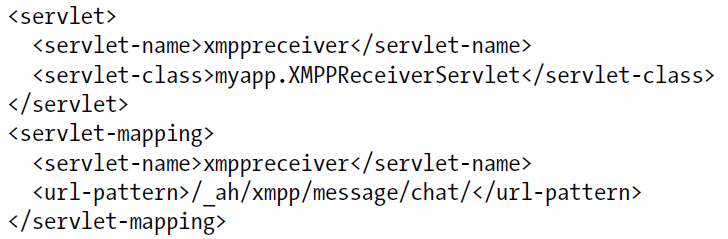 <servlet>
  <servlet-name>xmppreceiver</servlet-name>
  <servlet-class>myapp.XMPPReceiverServlet</servlet-class>
</servlet>
<servlet-mapping>
  <servlet-name>xmppreceiver</servlet-name>
  <url-pattern>/_ah/xmpp/message/chat/</url-pattern>
</servlet-mapping>